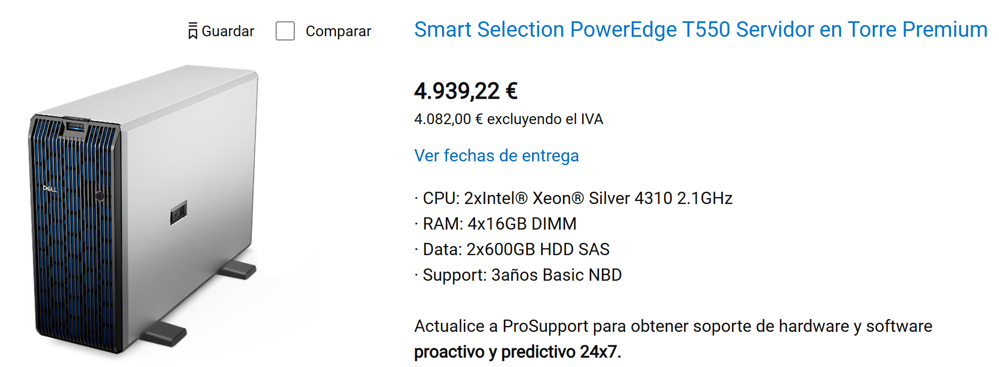 Guardar
Comparar
DELL
Smart Selection PowerEdge T550 Servidor en Torre Premium
4.939,22 €
4.082,00 € excluyendo el IVA
Ver fechas de entrega
· CPU: 2xIntel® Xeon® Silver 4310 2.1GHz
· RAM: 4x16GB DIMM
· Data: 2x600GB HDD SAS
· Support: 3años Basic NBD
Actualice a ProSupport para obtener soporte de hardware y software
proactivo y predictivo 24x7.